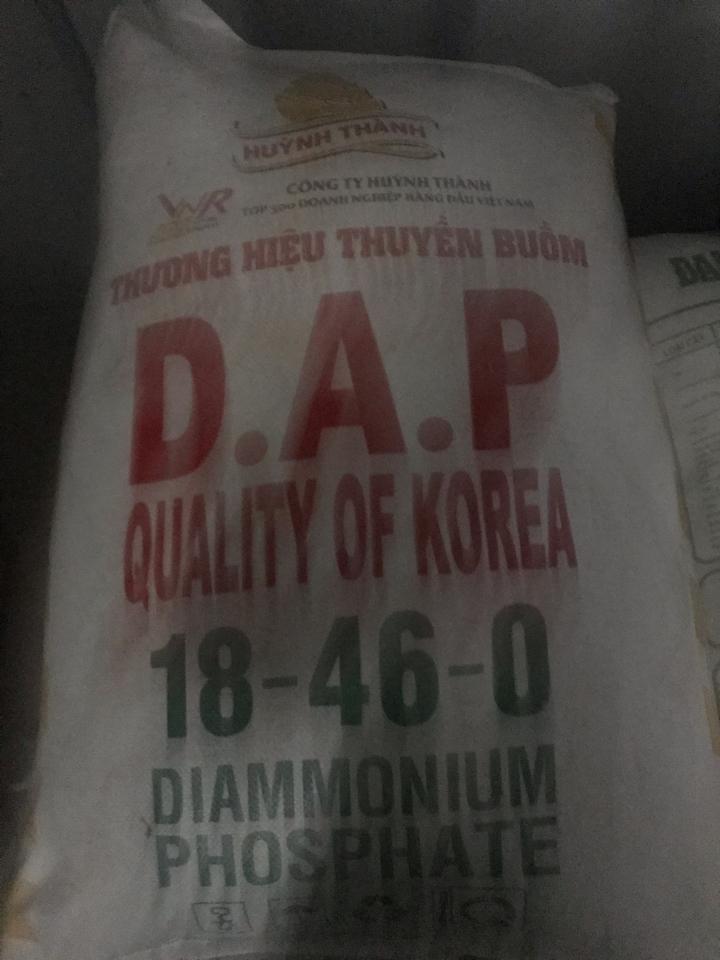 HUỲNH THÀNH
CÔNG TY HUỲNH THÀNH
VNR
TOP 500 DOANH NGHIỆP HÀNG ĐẦU VIỆT NAM
THƯƠNG HIỆU THUYỀN BUỒM
D.A.P
QUALITY OF KOREA
18-46-0
DIAMMONIUM
PHOSPHATE